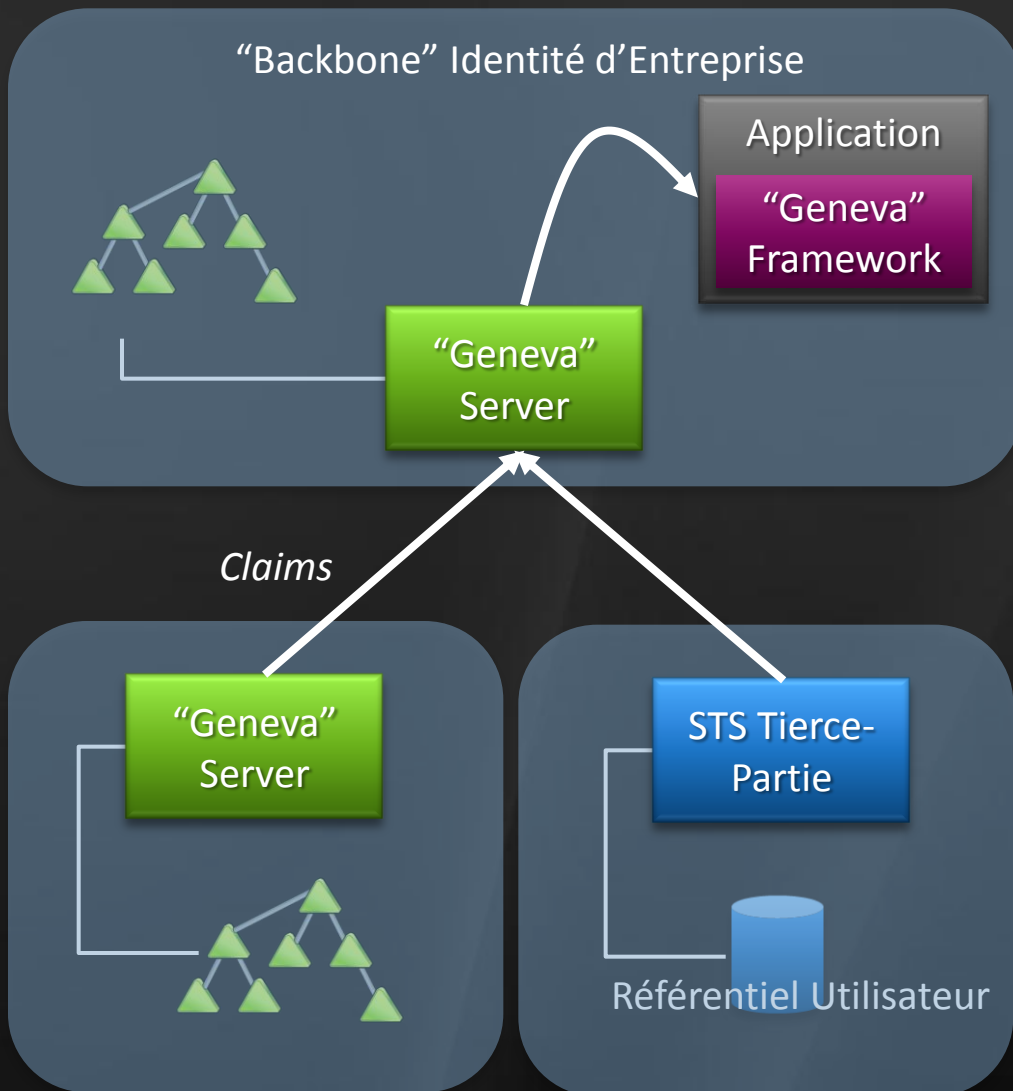 “Backbone” Identité d’Entreprise
Application
“Geneva”
Framework
“Geneva”
Server
Claims
“Geneva”
Server
STS Tierce-
Partie
Référentiel Utilisateur